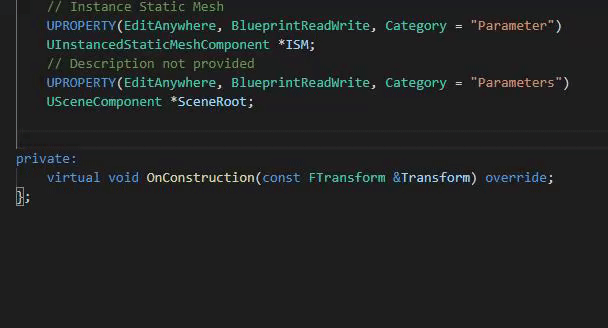 // Instance Static Mesh
UPROPERTY(EditAnywhere, BlueprintReadWrite, Category = "Parameter")
UInstancedStaticMeshComponent *ISM;
// Description not provided
UPROPERTY(EditAnywhere, BlueprintReadWrite, Category = "Parameters")
USceneComponent *SceneRoot;
private:
virtual void OnConstruction(const FTransform &Transform) override;
};